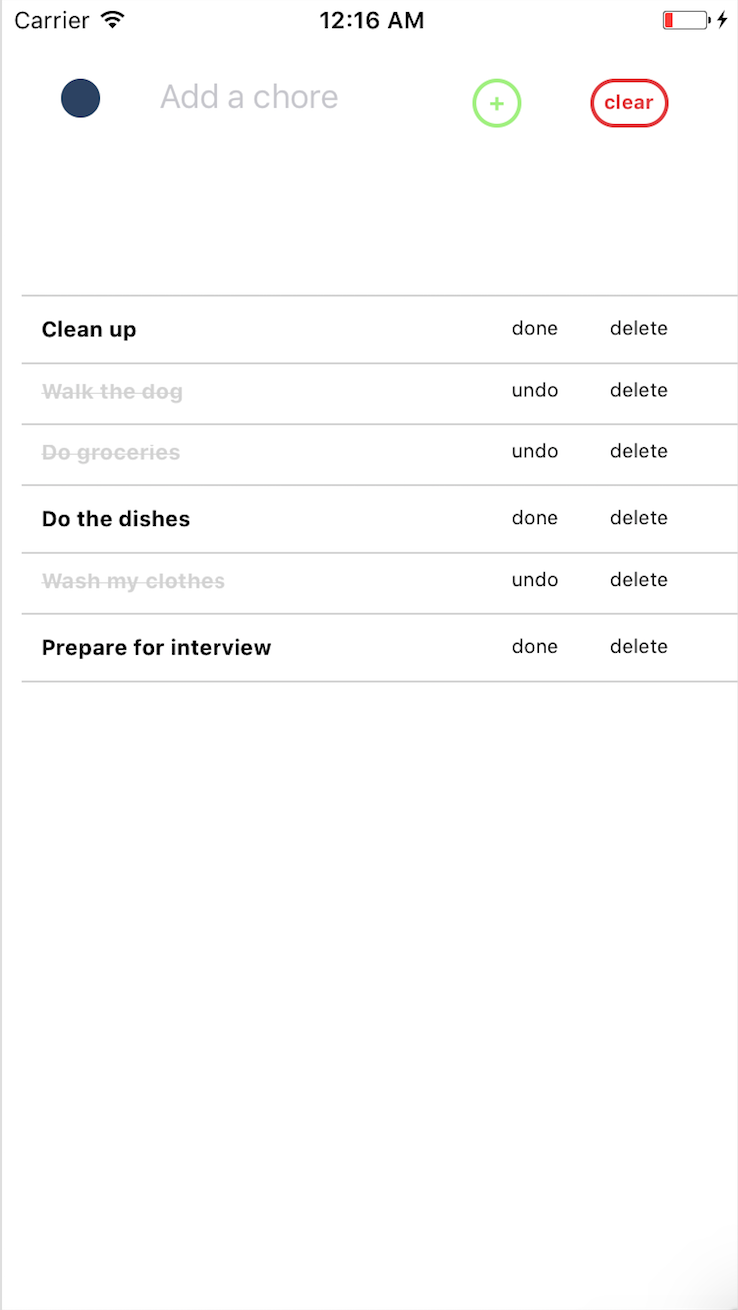 Carrier 12:16 AM
Add a chore + clear
Clean up done delete
Walk the dog undo delete
Do groceries undo delete
Do the dishes done delete
Wash my clothes undo delete
Prepare for interview done delete